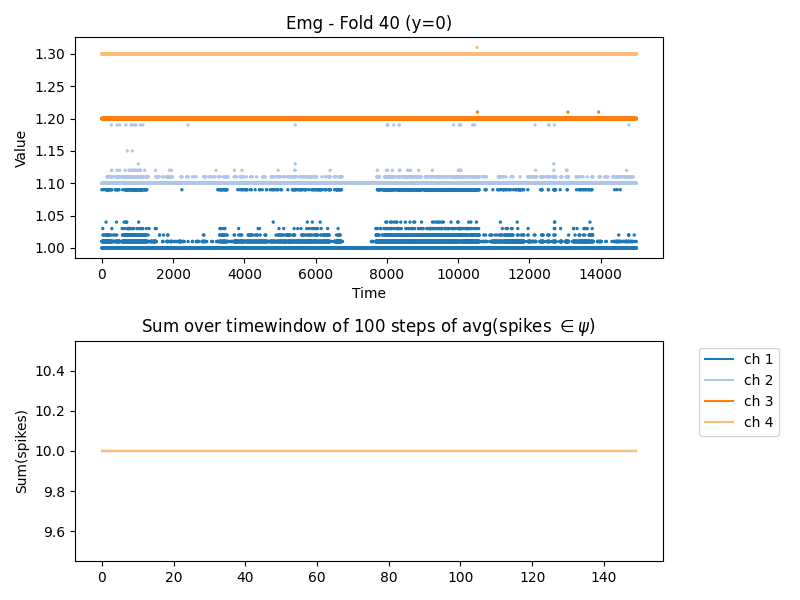 Emg - Fold 40 (y=0)
1.30
1.25
1.20
1.15
1.10
1.05
1.00
Value
0 2000 4000 6000 8000 10000 12000 14000
Time
Sum over timewindow of 100 steps of avg(spikes ∈ψ)
10.4
10.2
10.0
9.8
9.6
Sum(spikes)
0 20 40 60 80 100 120 140
ch 1
ch 2
ch 3
ch 4